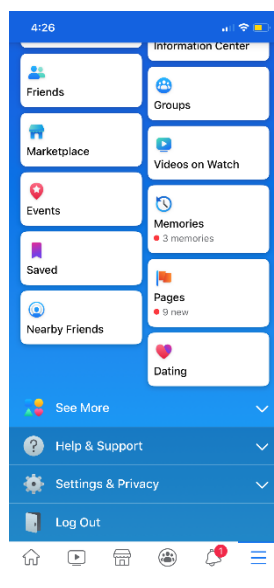 4:26
Information Center
Friends
Groups
Marketplace
Videos on Watch
Events
Memories
3 memories
Saved
Pages
9 new
Nearby Friends
Dating
See More
Help & Support
Settings & Privacy
Log Out
1